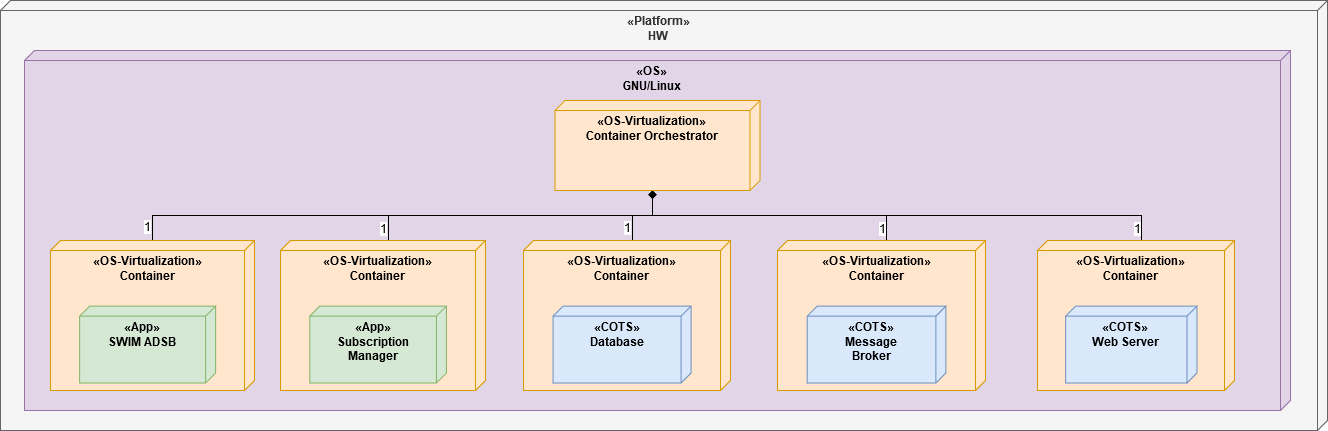 «Platform»
HW
«OS»
GNU/Linux
«OS-Virtualization»
Container Orchestrator
1
1
1
1
1
«OS-Virtualization»
Container
«App»
SWIM ADSB
«OS-Virtualization»
Container
«App»
Subscription
Manager
«OS-Virtualization»
Container
«COTS»
Database
«OS-Virtualization»
Container
«COTS»
Message
Broker
«OS-Virtualization»
Container
«COTS»
Web Server